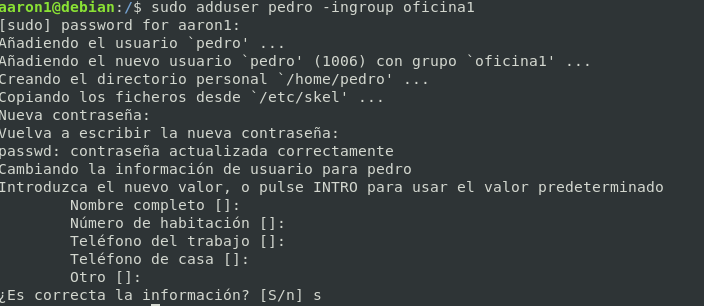 aaron1@debian:/$ sudo adduser pedro -ingroup oficina1
[sudo] password for aaron1:
Añadiendo el usuario `pedro' ...
Añadiendo el nuevo usuario `pedro' (1006) con grupo `oficina1' ...
Creando el directorio personal `/home/pedro' ...
Copiando los ficheros desde `/etc/skel' ...
Nueva contraseña:
Vuelva a escribir la nueva contraseña:
passwd: contraseña actualizada correctamente
Cambiando la información de usuario para pedro
Introduzca el nuevo valor, o pulse INTRO para usar el valor predeterminado
Nombre completo []:
Número de habitación []:
Teléfono del trabajo []:
Teléfono de casa []:
Otro []:
¿Es correcta la información? [S/n] s